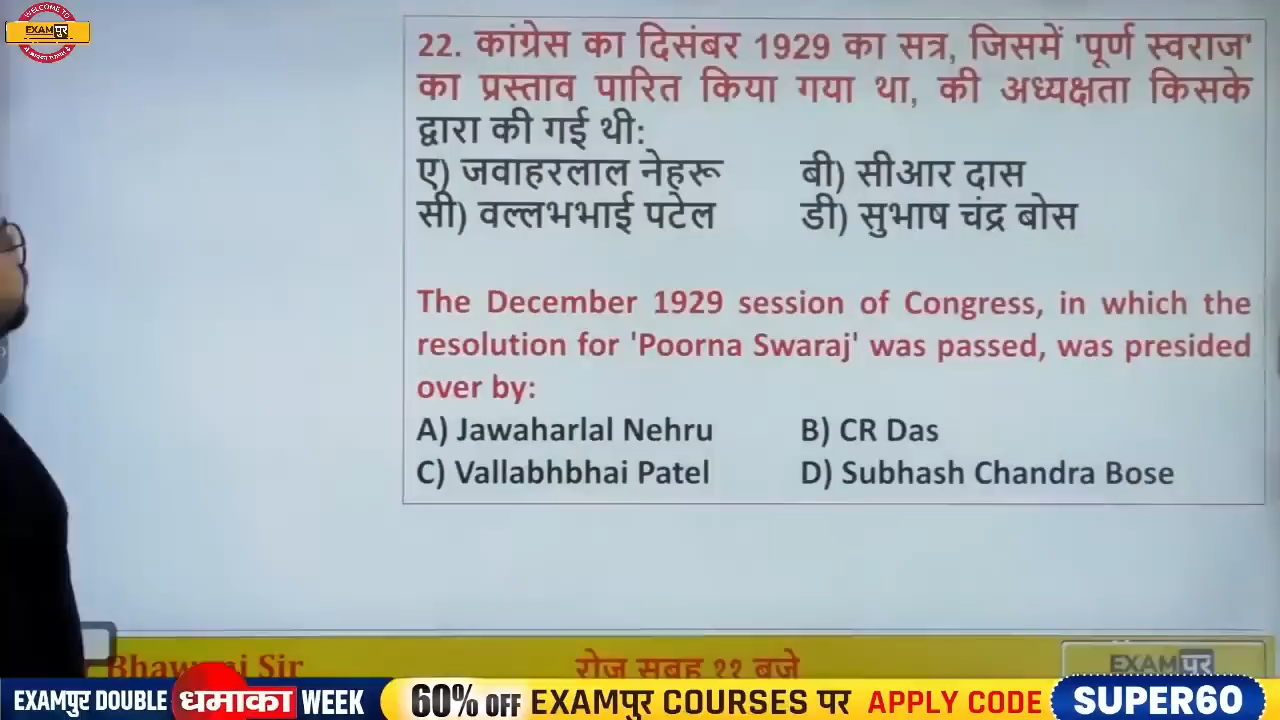 WELCOME TO
EXAMपुर
22. कांग्रेस का दिसंबर 1929 का सत्र, जिसमें 'पूर्ण स्वराज'
का प्रस्ताव पारित किया गया था, की अध्यक्षता किसके
द्वारा की गई थी:
ए) जवाहरलाल नेहरू बी) सीआर दास
सी) वल्लभभाई पटेल डी) सुभाष चंद्र बोस
The December 1929 session of Congress, in which the
resolution for 'Poorna Swaraj' was passed, was presided
over by:
A) Jawaharlal Nehru B) CR Das
C) Vallabhbhai Patel D) Subhash Chandra Bose
Sir रोज सुबह ११ बजे EXAMपुर
EXAMपुर DOUBLE धमाका WEEK 60% OFF EXAMपुर COURSES पर APPLY CODE SUPER60